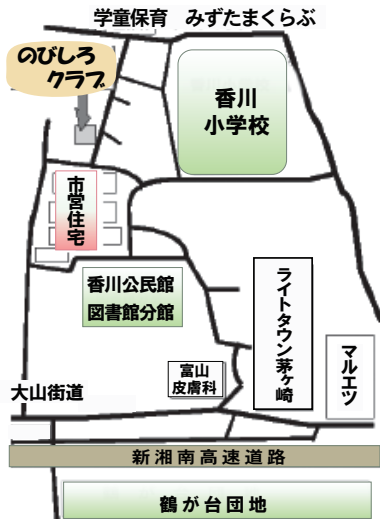 学童保育 みずたまくらぶ
のびしろ
クラブ
香川
小学校
市営住宅
香川公民館
図書館分館
ライトタウン茅ヶ崎
マルエツ
富山
皮膚科
大山街道
新湘南高速道路
鶴が台団地